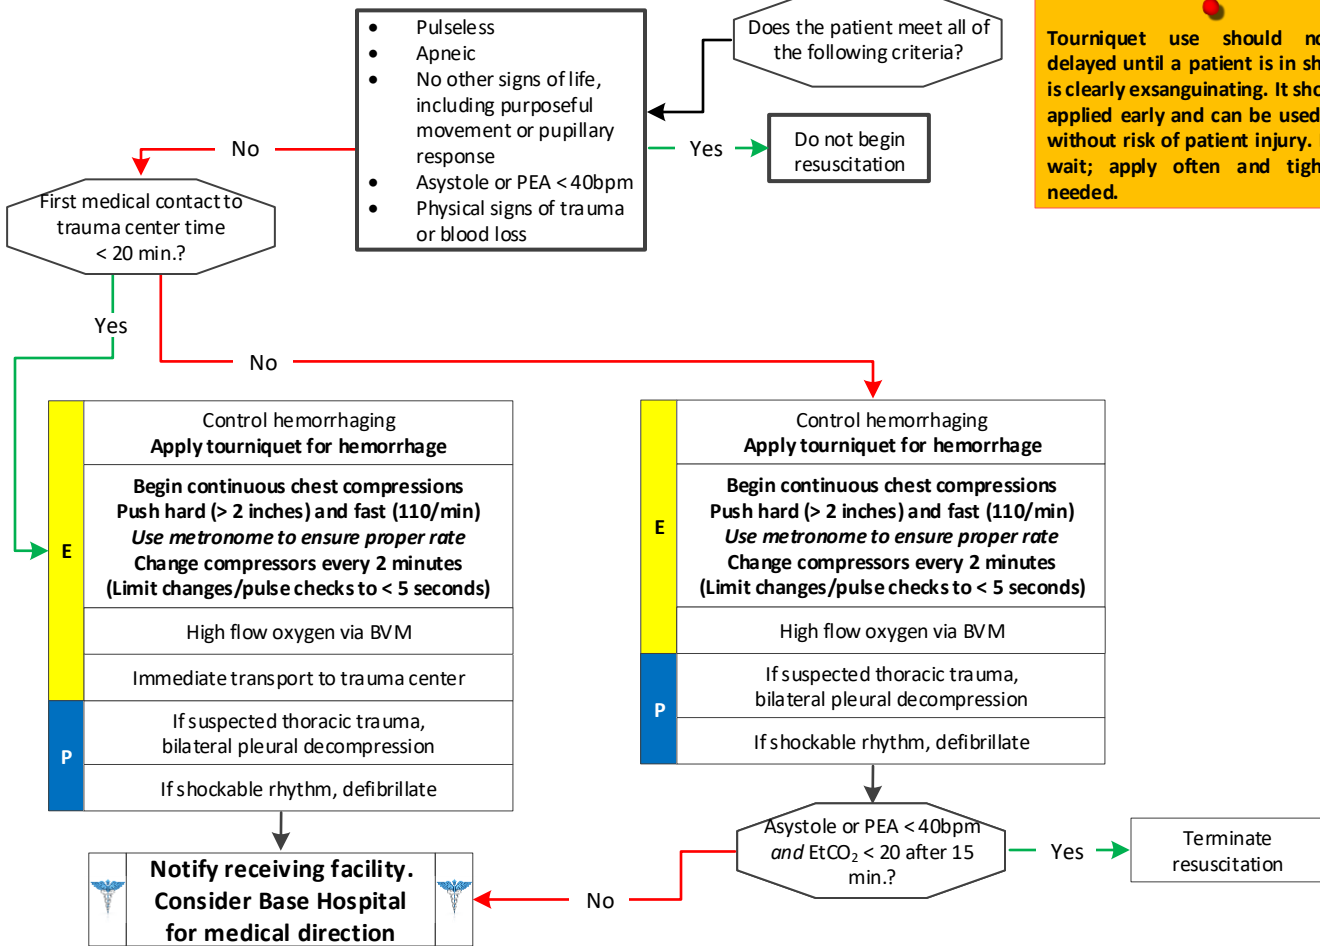 Does the patient meet all of
the following criteria?
• Pulseless
• Apneic
• No other signs of life,
including purposeful
movement or pupillary
response
• Asystole or PEA < 40bpm
• Physical signs of trauma
or blood loss
Yes
Do not begin
resuscitation
Tourniquet use should
delayed until a patient is in
is clearly exsanguinating. It
applied early and can be used
without risk of patient injury.
wait; apply often and
needed.
No
First medical contact to
trauma center time
< 20 min.?
Yes
No
E
Control hemorrhaging
Apply tourniquet for hemorrhage
Begin continuous chest compressions
Push hard (> 2 inches) and fast (110/min)
Use metronome to ensure proper rate
Change compressors every 2 minutes
(Limit changes/pulse checks to < 5 seconds)
High flow oxygen via BVM
Immediate transport to trauma center
P
If suspected thoracic trauma,
bilateral pleural decompression
If shockable rhythm, defibrillate
E
Control hemorrhaging
Apply tourniquet for hemorrhage
Begin continuous chest compressions
Push hard (> 2 inches) and fast (110/min)
Use metronome to ensure proper rate
Change compressors every 2 minutes
(Limit changes/pulse checks to < 5 seconds)
High flow oxygen via BVM
P
If suspected thoracic trauma,
bilateral pleural decompression
If shockable rhythm, defibrillate
Asystole or PEA < 40bpm
and EtCO₂ < 20 after 15
min.?
Yes
Terminate
resuscitation
No
Notify receiving facility.
Consider Base Hospital
for medical direction